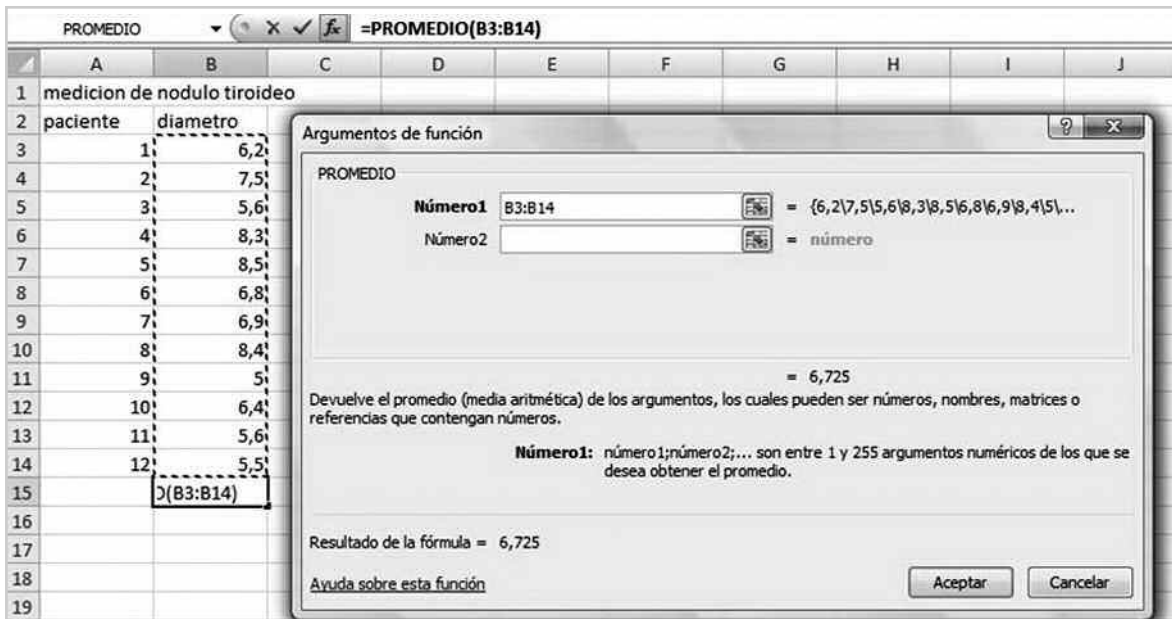 PROMEDIO fx =PROMEDIO(B3:B14)
A B C D E F G H I J
1 medicion de nodulo tiroideo
2 paciente diametro
3 1 6,2
4 2 7,5
5 3 5,6
6 4 8,3
7 5 8,5
8 6 6,8
9 7 6,9
10 8 8,4
11 9 5
12 10 6,4
13 11 5,6
14 12 5,5
15 O(B3:B14)
16
17
18
19
Argumentos de función
PROMEDIO
Número1 B3:B14 = {6,2\7,5\5,6\8,3\8,5\6,8\6,9\8,4\5\...
Número2 = número
= 6,725
Devuelve el promedio (media aritmética) de los argumentos, los cuales pueden ser números, nombres, matrices o
referencias que contengan números.
Número1: número1;número2;... son entre 1 y 255 argumentos numéricos de los que se
desea obtener el promedio.
Resultado de la fórmula = 6,725
Ayuda sobre esta función
Aceptar Cancelar